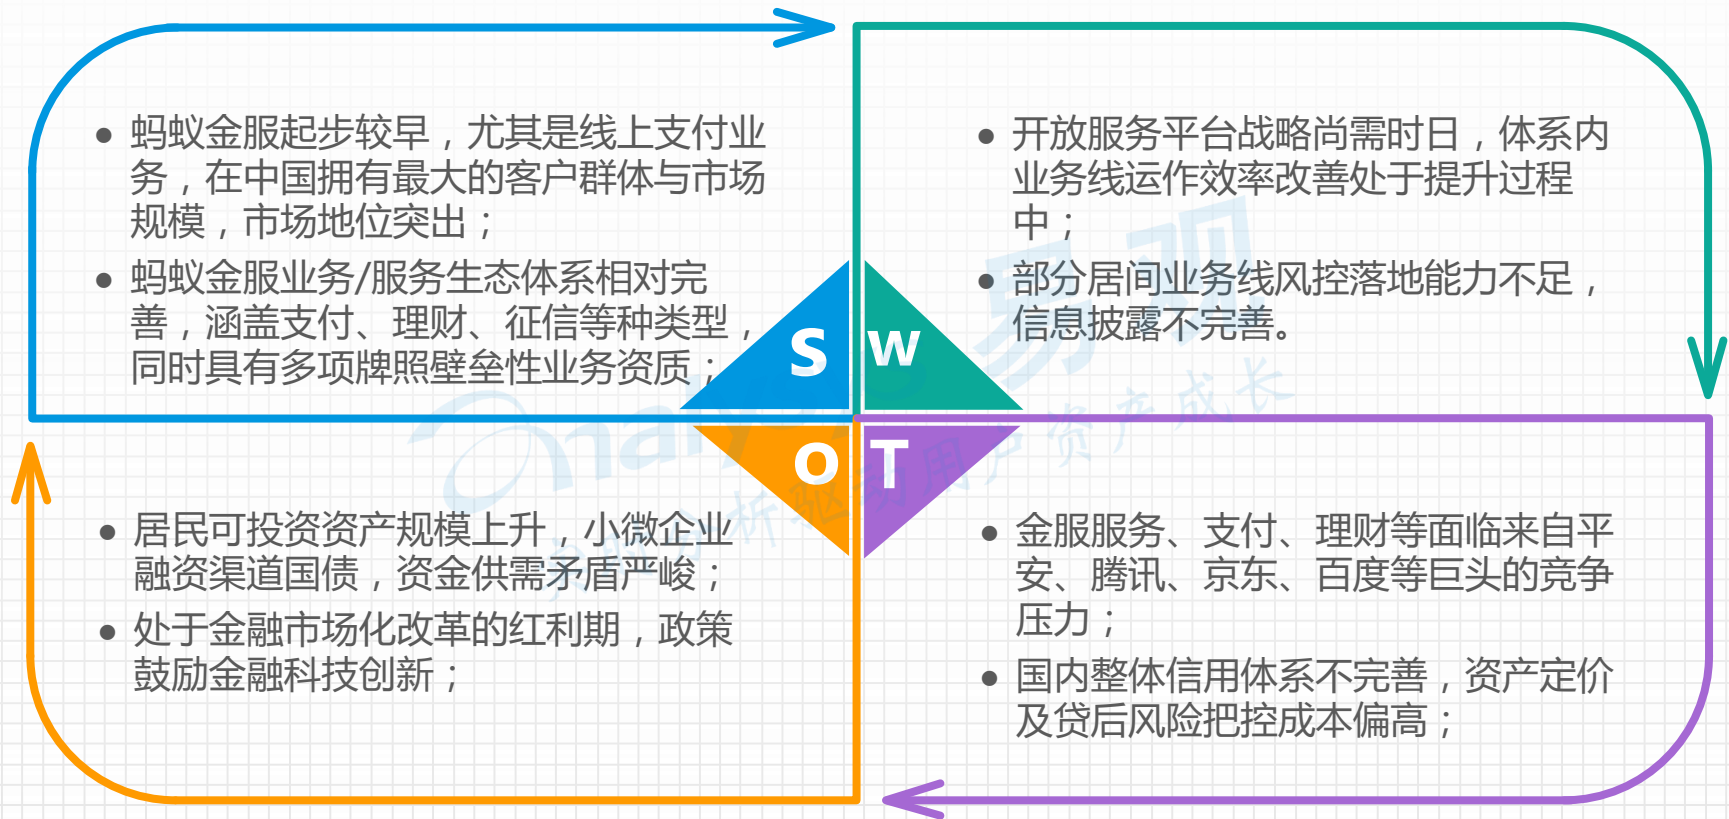 ● 蚂蚁金服起步较早，尤其是线上支付业
务，在中国拥有最大的客户群体与市场
规模，市场地位突出；
● 蚂蚁金服业务/服务生态体系相对完
善，涵盖支付、理财、征信等种类型，
同时具有多项牌照壁垒性业务资质；
● 开放服务平台战略尚需时日，体系内
业务线运作效率改善处于提升过程
中；
● 部分居间业务线风控落地能力不足，
信息披露不完善。
S
W
O
T
● 居民可投资资产规模上升，小微企业
融资渠道国债，资金供需矛盾严峻；
● 处于金融市场化改革的红利期，政策
鼓励金融科技创新；
● 金服服务、支付、理财等面临来自平
安、腾讯、京东、百度等巨头的竞争
压力；
● 国内整体信用体系不完善，资产定价
及贷后风险把控成本偏高；
易观
分析驱动用户资产成长